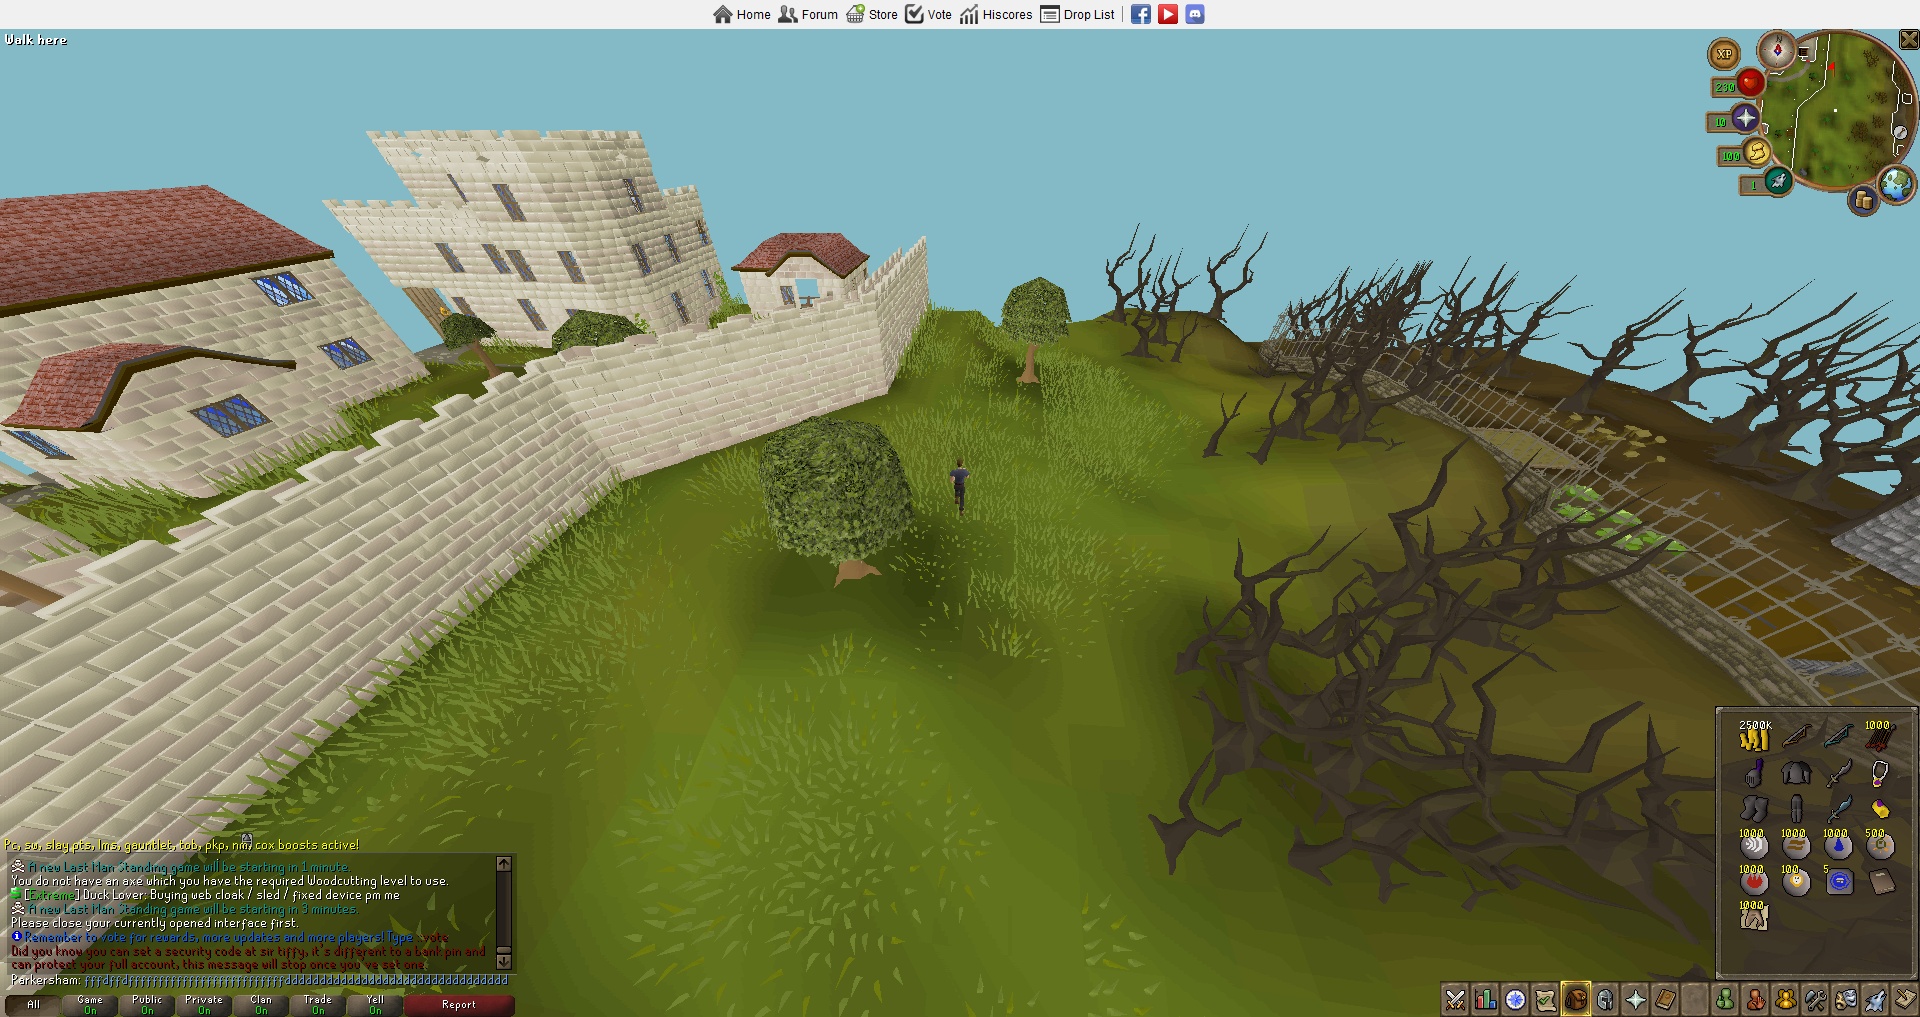 Home Forum Store Vote Hiscores Drop List
Walk here
XP
N
230
10
100
1
2500K
1000
1000 1000 1000 500
1000 100 5
1000
Pc, sw, slay pts, lms, gauntlet, tob, pkp, nm, cox boosts active!
A new Last Man Standing game will be starting in 1 minute.
You do not have an axe which you have the required Woodcutting level to use.
[Extreme] Duck Lover: Buying web cloak / sled / fixed device pm me
A new Last Man Standing game will be starting in 3 minutes.
Please close your currently opened interface first.
Remember to vote for rewards, more updates and more players! Type ::vote
Did you know you can set a security code at sir tiffy, it's different to a bank pin and
can protect your full account, this message will stop once you've set one.
Parkersham:
All
Game On
Public On
Private On
Clan On
Trade On
Yell On
Report